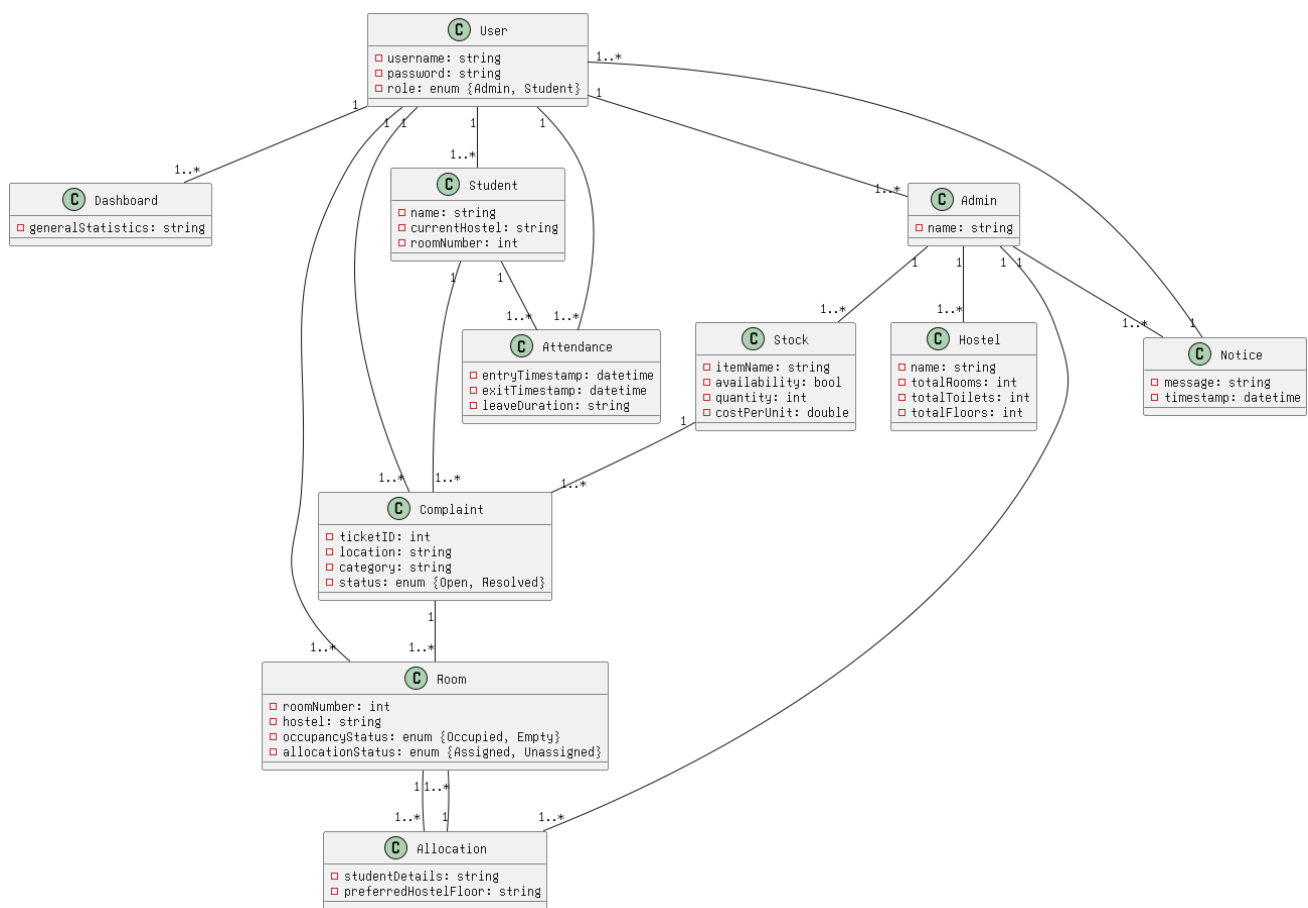 C User
username: string
password: string
role: enum {Admin, Student}
1..*
1
1
1
1
1
1
1..*
1..*
1..*
C Dashboard
generalStatistics: string
C Student
name: string
currentHostel: string
roomNumber: int
C Admin
name: string
1
1
1
1
1
1
1..*
1..*
1..*
1..*
1..*
1
C Attendance
entryTimestamp: datetime
exitTimestamp: datetime
leaveDuration: string
C Stock
itemName: string
availability: bool
quantity: int
costPerUnit: double
C Hostel
name: string
totalRooms: int
totalToilets: int
totalFloors: int
C Notice
message: string
timestamp: datetime
1
1..*
1..*
1..*
C Complaint
ticketID: int
location: string
category: string
status: enum {Open, Resolved}
1
1..*
1..*
C Room
roomNumber: int
hostel: string
occupancyStatus: enum {Occupied, Empty}
allocationStatus: enum {Assigned, Unassigned}
1
1..*
1..*
1
1..*
C Allocation
studentDetails: string
preferredHostelFloor: string